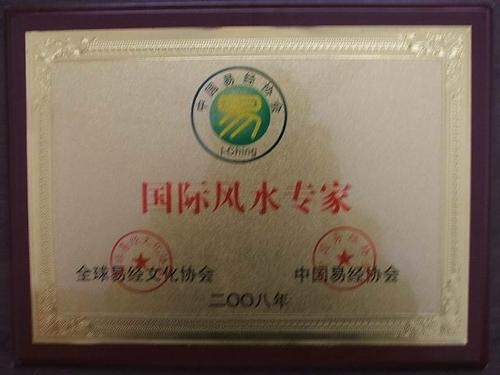 中国易经协会
易
I-Ching
国际风水专家
全球易经文化协会
中国易经协会
二〇〇八年